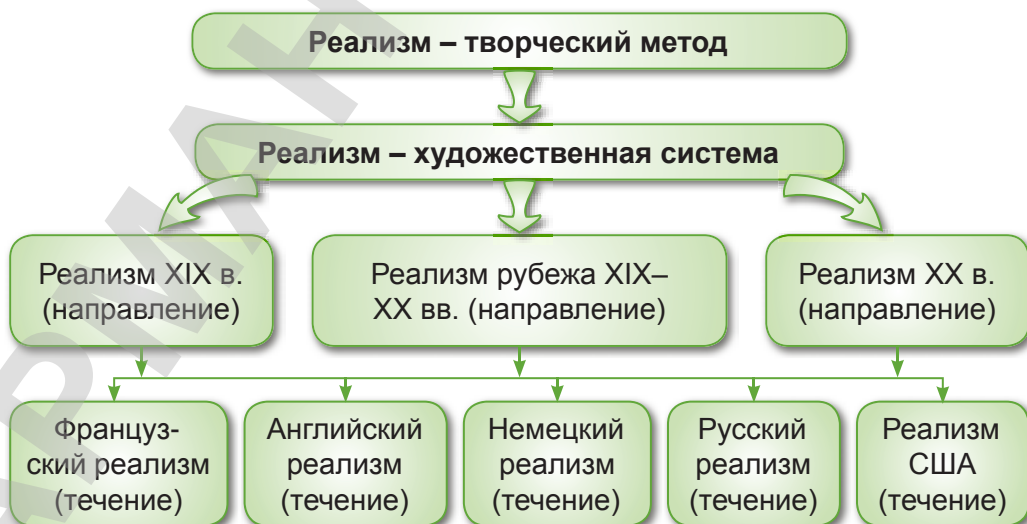 Реализм – творческий метод
Реализм – художественная система
Реализм XIX в.
(направление)
Реализм рубежа XIX–
XX вв. (направление)
Реализм XX в.
(направление)
Француз-
ский реализм
(течение)
Английский
реализм
(течение)
Немецкий
реализм
(течение)
Русский
реализм
(течение)
Реализм
США
(течение)